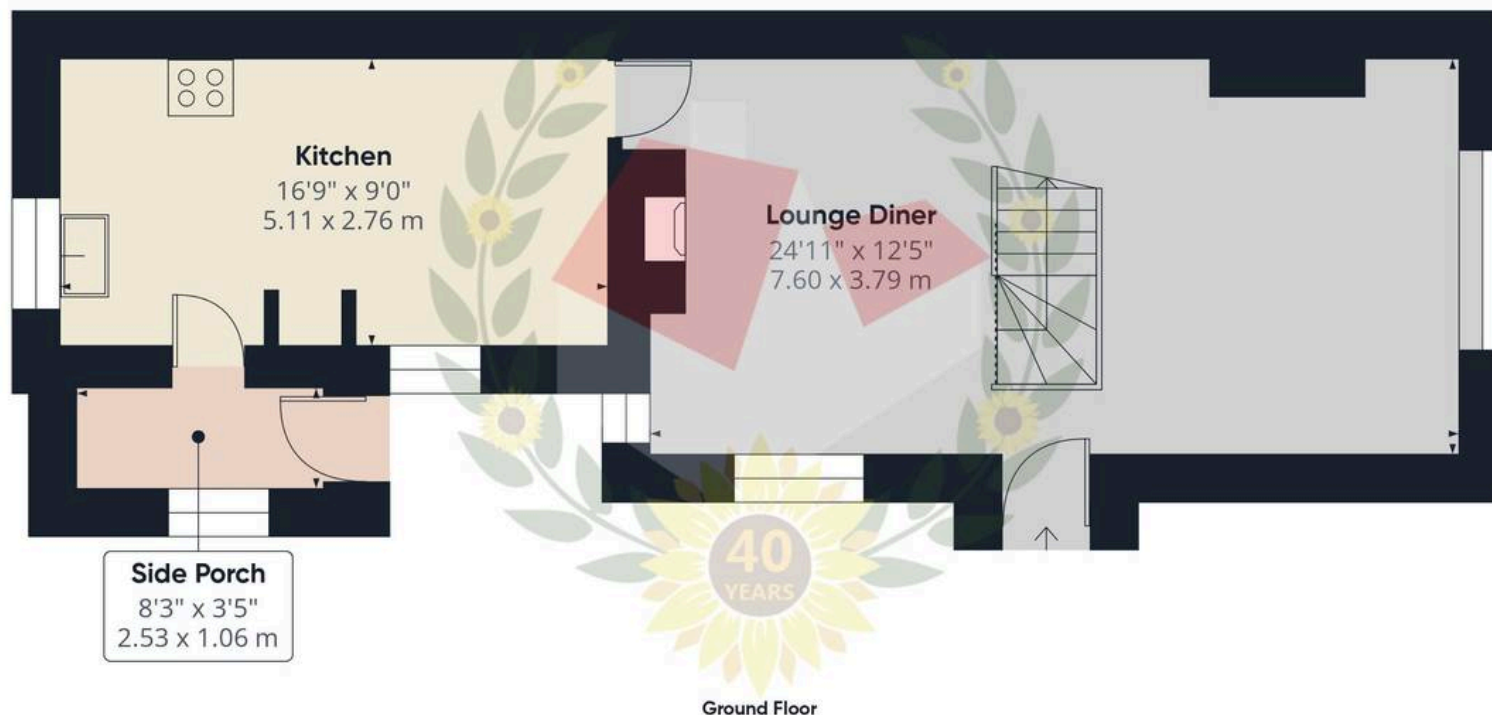 Kitchen
16'9" x 9'0"
5.11 x 2.76 m
Lounge Diner
24'11" x 12'5"
7.60 x 3.79 m
Side Porch
8'3" x 3'5"
2.53 x 1.06 m
40
YEARS
Ground Floor